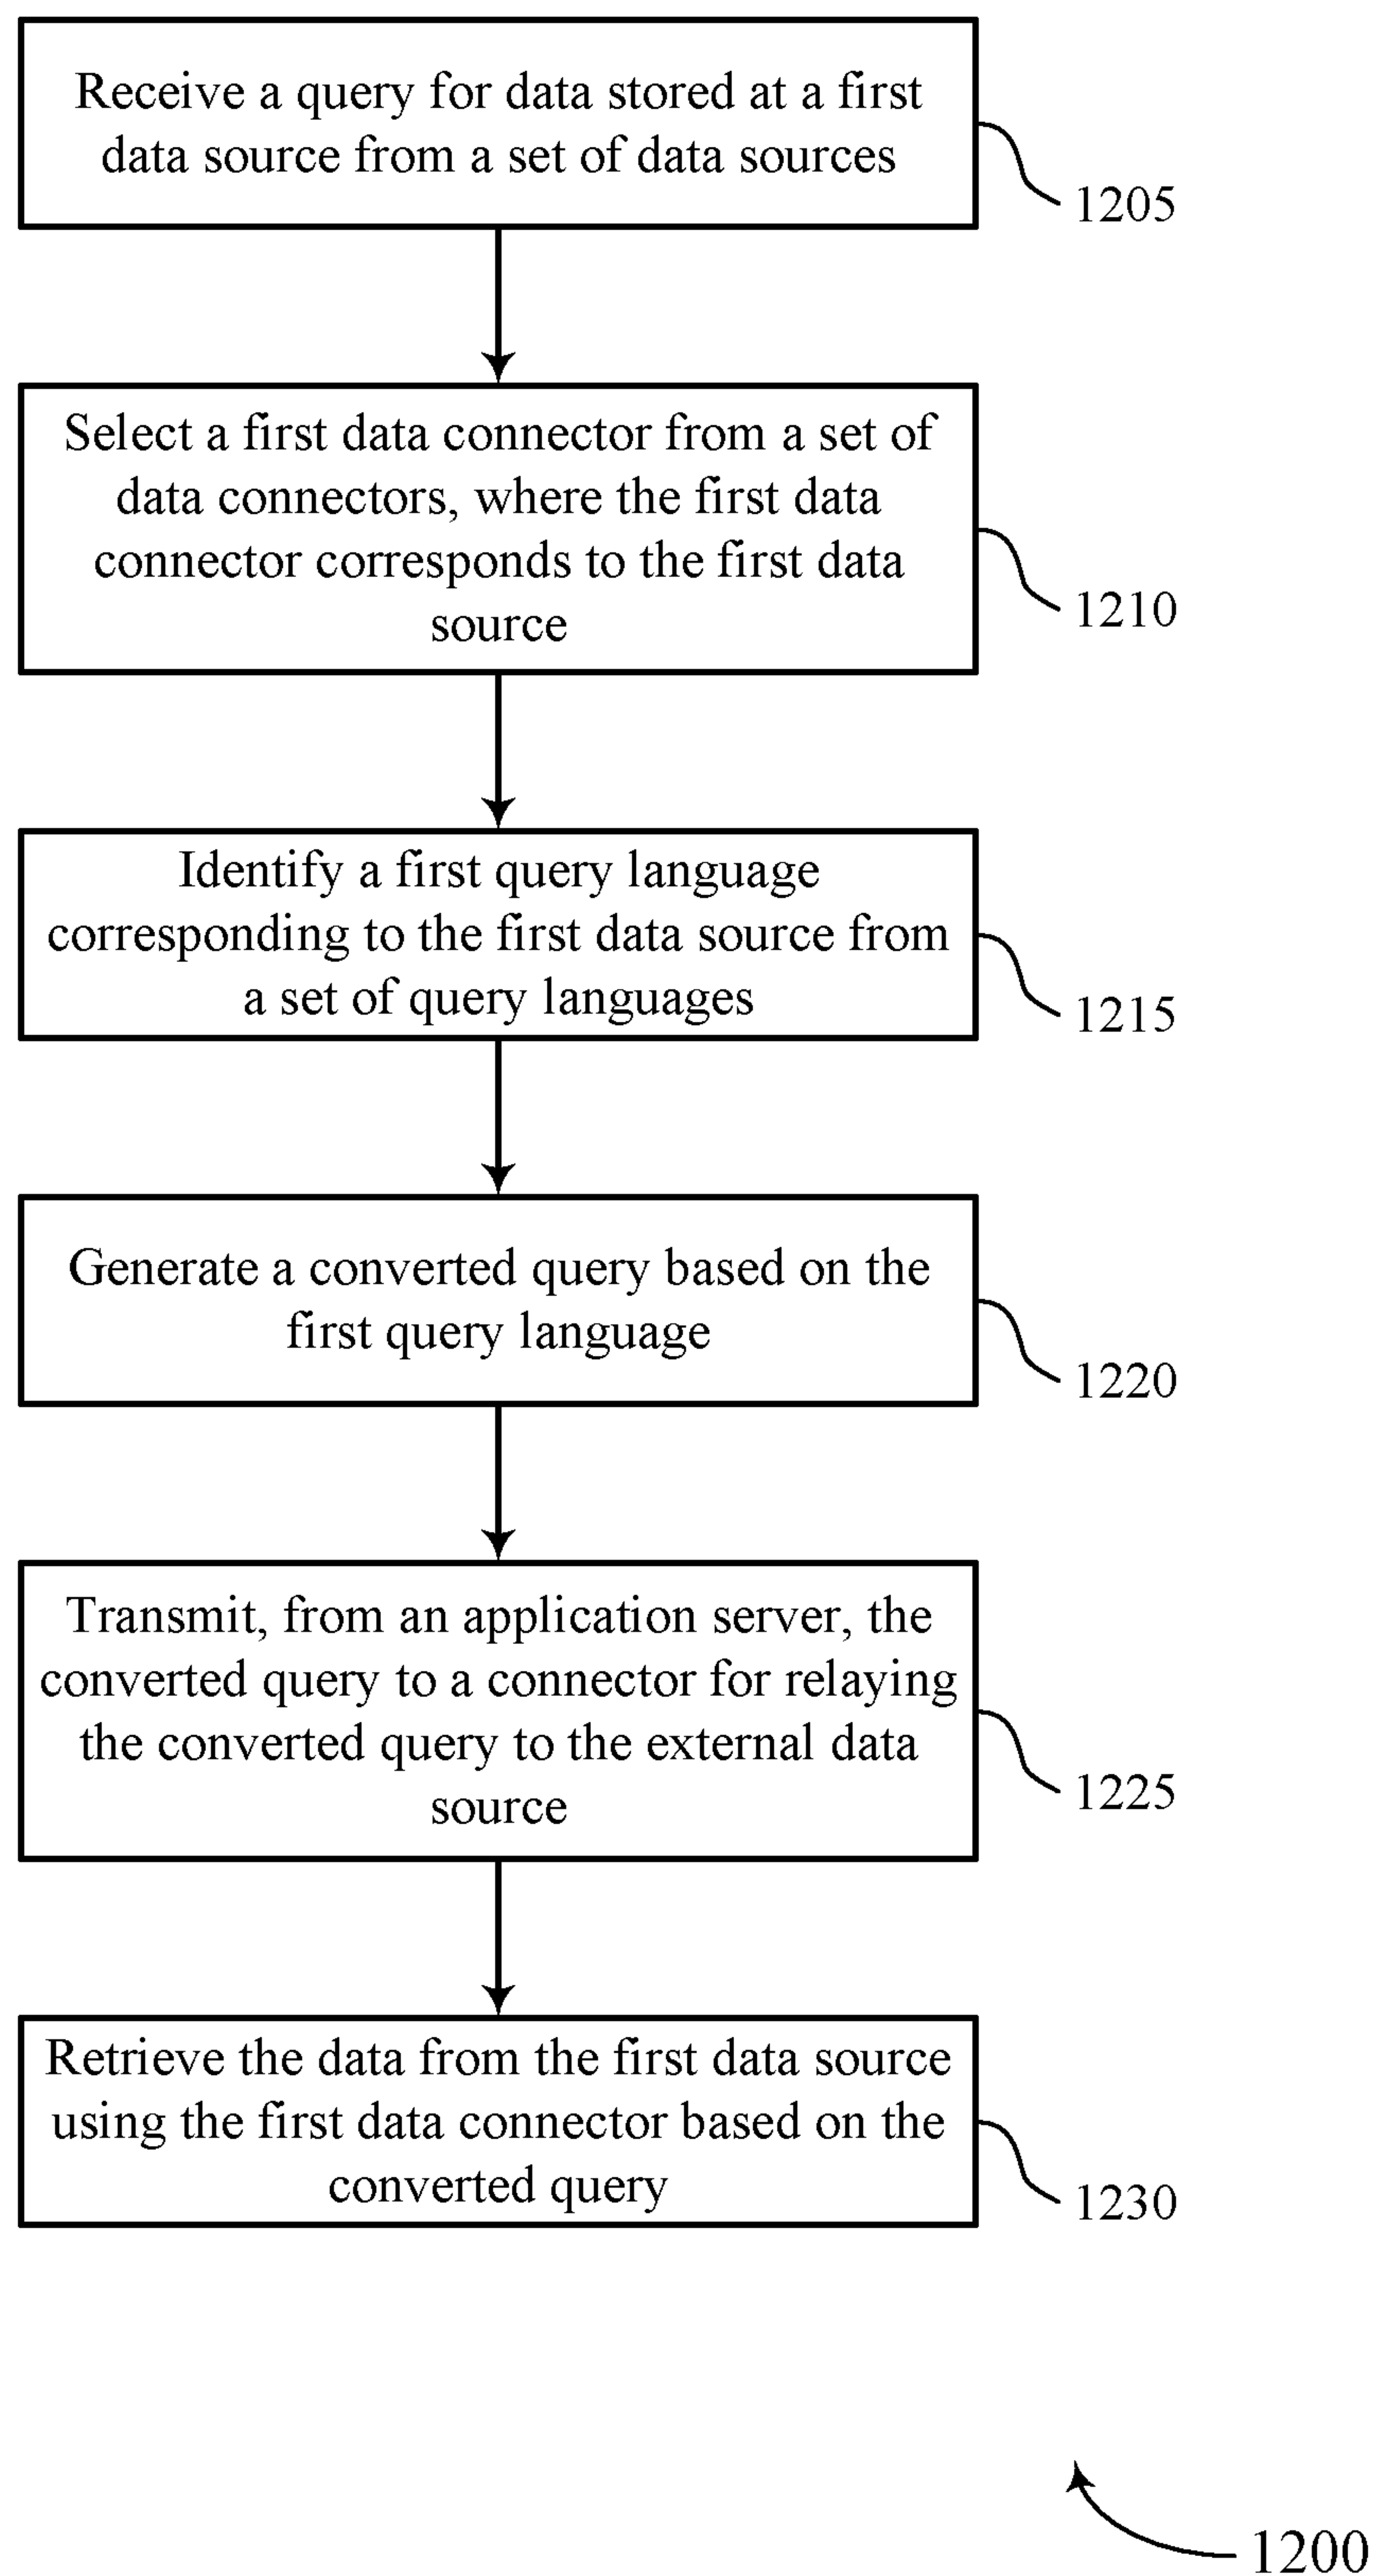 Receive a query for data stored at a first
data source from a set of data sources
1205
Select a first data connector from a set of
data connectors, where the first data
connector corresponds to the first data
source
1210
Identify a first query language
corresponding to the first data source from
a set of query languages
1215
Generate a converted query based on the
first query language
1220
Transmit, from an application server, the
converted query to a connector for relaying
the converted query to the external data
source
1225
Retrieve the data from the first data source
using the first data connector based on the
converted query
1230
1200